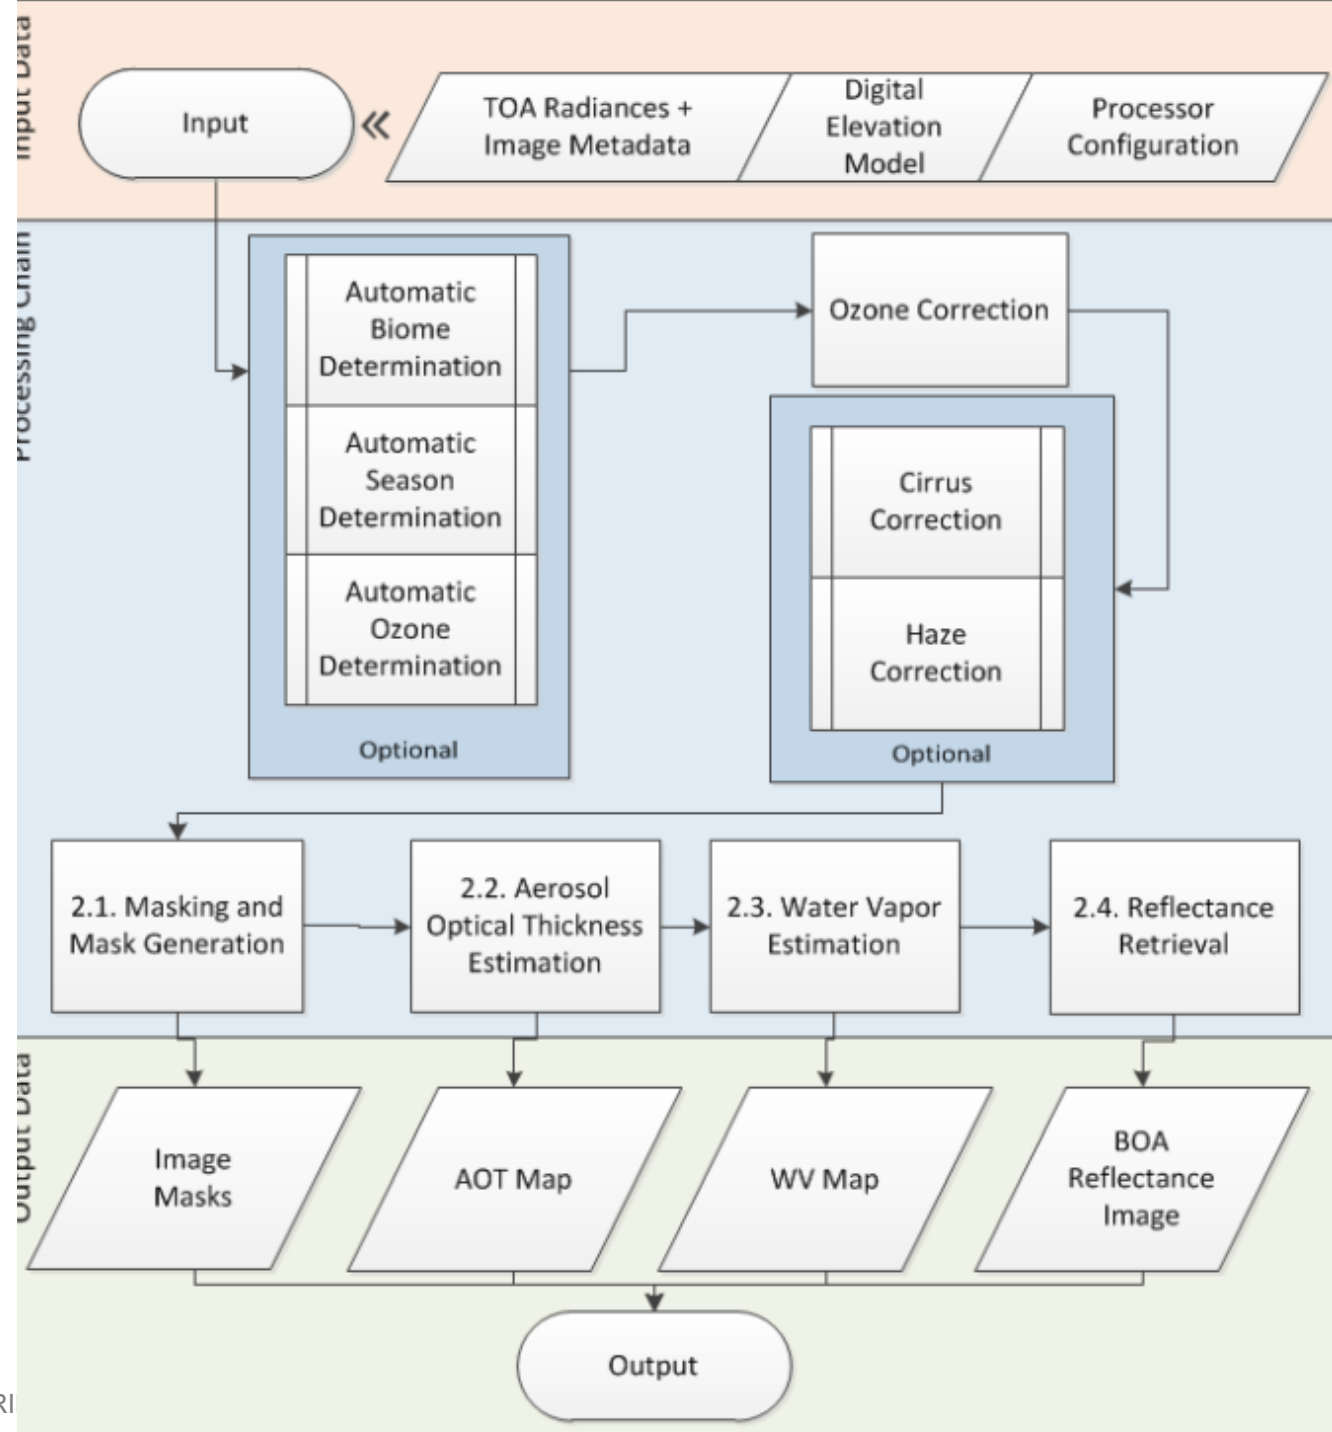 Input Data
Input
TOA Radiances +
Image Metadata
Digital
Elevation
Model
Processor
Configuration
Processing Chain
Automatic
Biome
Determination
Automatic
Season
Determination
Automatic
Ozone
Determination
Optional
Ozone Correction
Cirrus
Correction
Haze
Correction
Optional
2.1. Masking and
Mask Generation
2.2. Aerosol
Optical Thickness
Estimation
2.3. Water Vapor
Estimation
2.4. Reflectance
Retrieval
Output Data
Image
Masks
AOT Map
WV Map
BOA
Reflectance
Image
Output